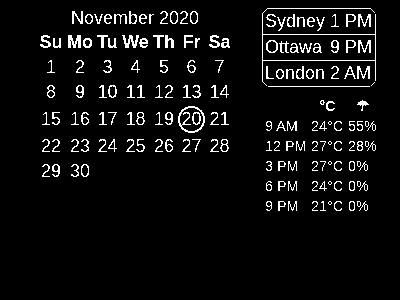 November 2020
Su Mo Tu We Th Fr Sa
1 2 3 4 5 6 7
8 9 10 11 12 13 14
15 16 17 18 19 20 21
22 23 24 25 26 27 28
29 30
Sydney 1 PM
Ottawa 9 PM
London 2 AM
°C ☂
9 AM 24°C 55%
12 PM 27°C 28%
3 PM 27°C 0%
6 PM 24°C 0%
9 PM 21°C 0%